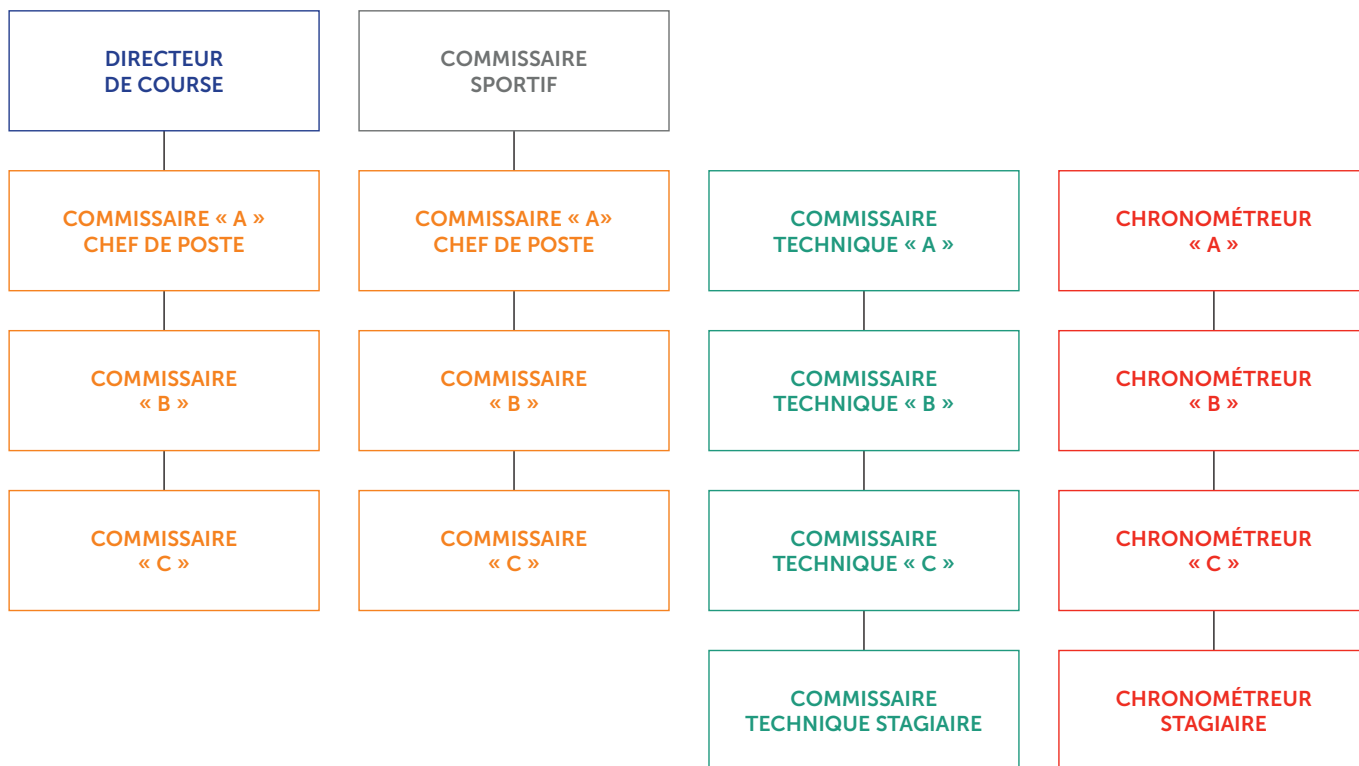 DIRECTEUR
DE COURSE
COMMISSAIRE
SPORTIF
COMMISSAIRE « A »
CHEF DE POSTE
COMMISSAIRE « A»
CHEF DE POSTE
COMMISSAIRE
TECHNIQUE « A »
CHRONOMÉTREUR
« A »
COMMISSAIRE
« B »
COMMISSAIRE
« B »
COMMISSAIRE
TECHNIQUE « B »
CHRONOMÉTREUR
« B »
COMMISSAIRE
« C »
COMMISSAIRE
« C »
COMMISSAIRE
TECHNIQUE « C »
CHRONOMÉTREUR
« C »
COMMISSAIRE
TECHNIQUE STAGIAIRE
CHRONOMÉTREUR
STAGIAIRE